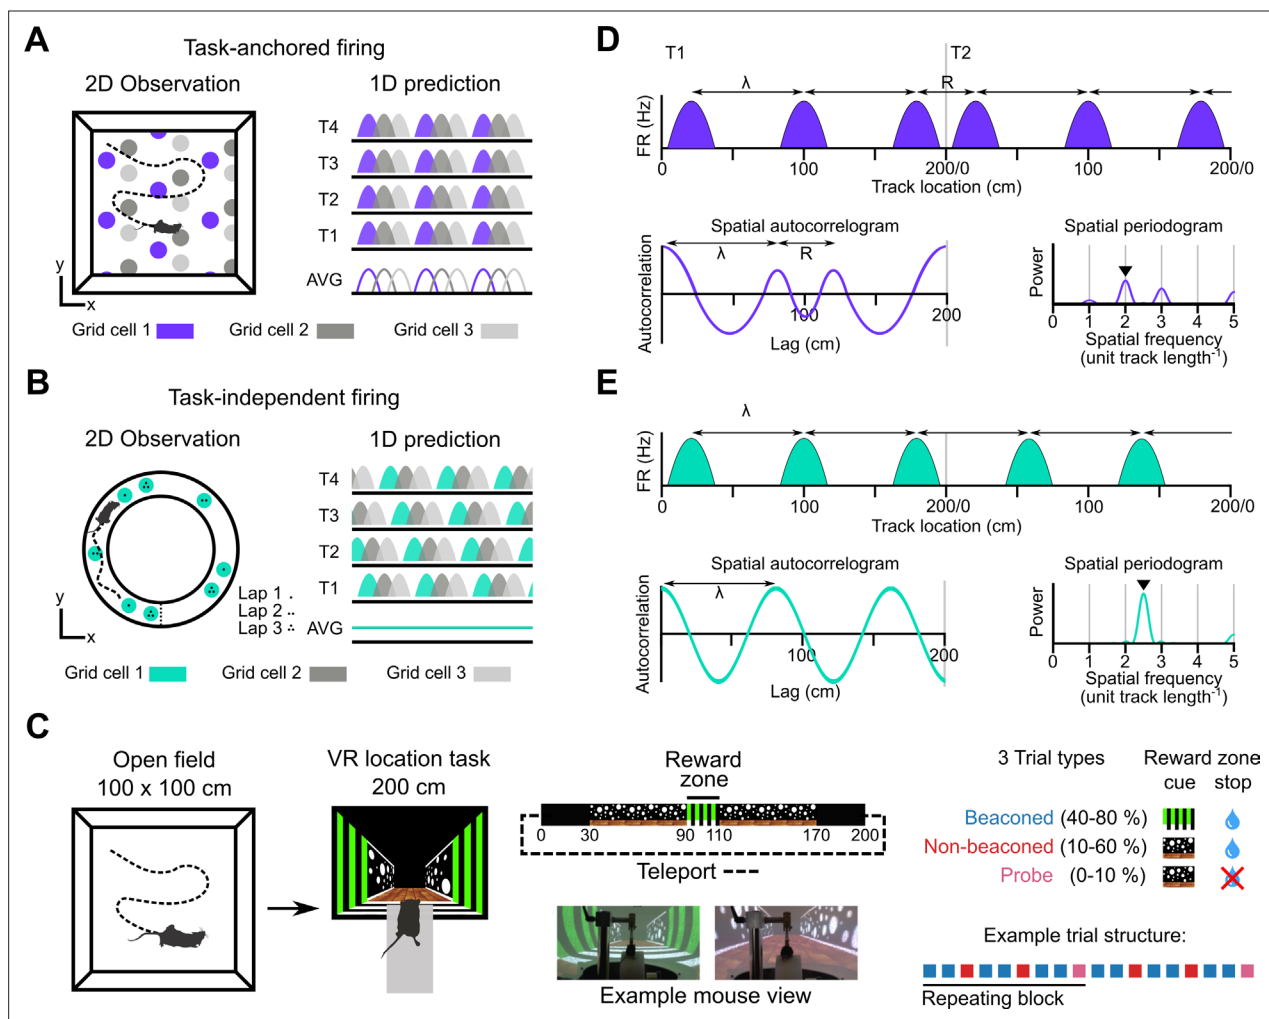 A
Task-anchored firing
2D Observation
1D prediction
T4
T3
T2
T1
AVG
y
x
Grid cell 1
Grid cell 2
Grid cell 3
B
Task-independent firing
2D Observation
1D prediction
T4
T3
T2
T1
AVG
Lap 1 .
Lap 2 ..
Lap 3 ∴
y
x
Grid cell 1
Grid cell 2
Grid cell 3
D
T1
T2
λ
R
FR (Hz)
0
100
200/0
100
200/0
Track location (cm)
Spatial autocorrelogram
λ
R
Autocorrelation
100
200
Lag (cm)
Spatial periodogram
Power
0 1 2 3 4 5
Spatial frequency
(unit track length⁻¹)
E
λ
FR (Hz)
0
100
200/0
100
200/0
Track location (cm)
Spatial autocorrelogram
λ
Autocorrelation
100
200
Lag (cm)
Spatial periodogram
Power
0 1 2 3 4 5
Spatial frequency
(unit track length⁻¹)
C
Open field
100 x 100 cm
VR location task
200 cm
Reward
zone
0 30 90 110 170 200
Teleport
Example mouse view
3 Trial types
Reward zone
cue stop
Beaconed (40-80 %)
Non-beaconed (10-60 %)
Probe (0-10 %)
Example trial structure:
Repeating block